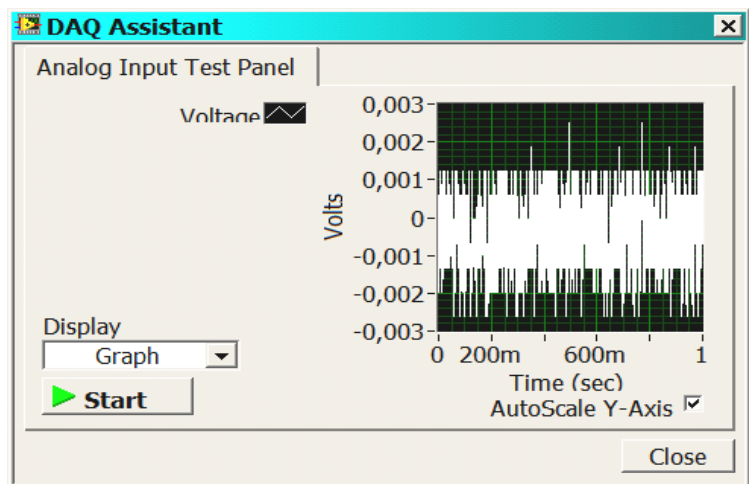 DAQ Assistant
Analog Input Test Panel
Voltage
0,003
0,002
0,001
0
-0,001
-0,002
-0,003
Volts
0 200m 600m 1
Time (sec)
Display
Graph
Start
AutoScale Y-Axis
Close